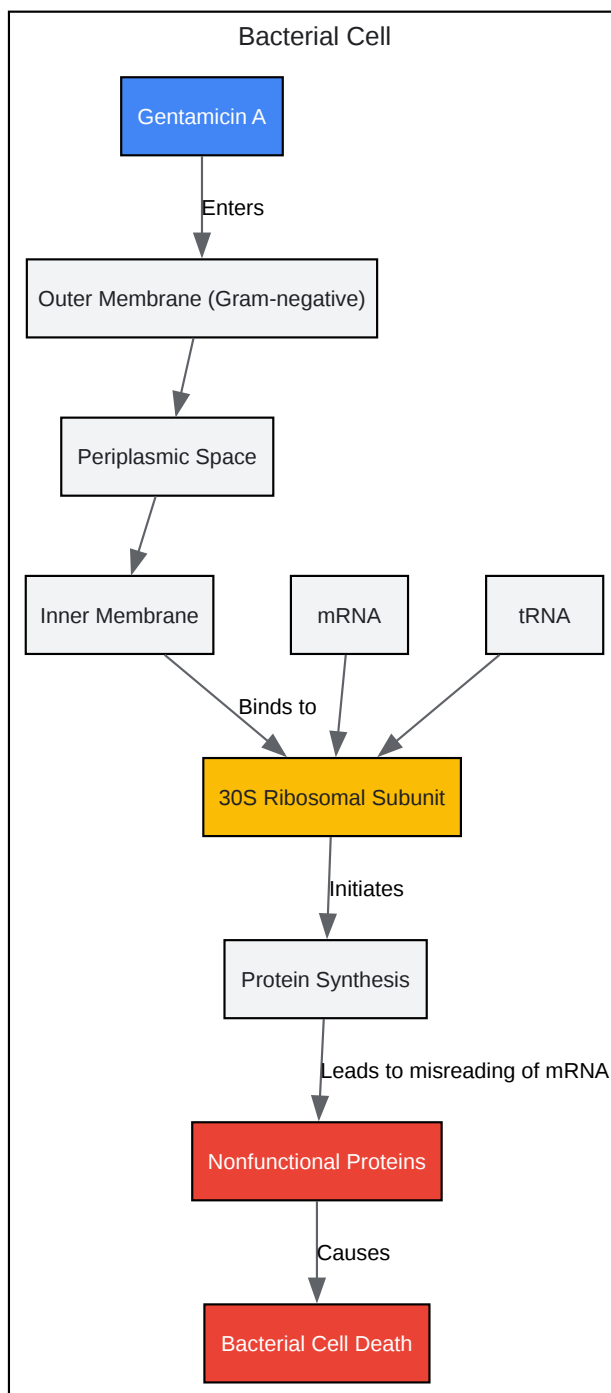 Bacterial Cell
Gentamicin A
Enters
Outer Membrane (Gram-negative)
Periplasmic Space
Inner Membrane
mRNA
tRNA
Binds to
30S Ribosomal Subunit
Initiates
Protein Synthesis
Leads to misreading of mRNA
Nonfunctional Proteins
Causes
Bacterial Cell Death